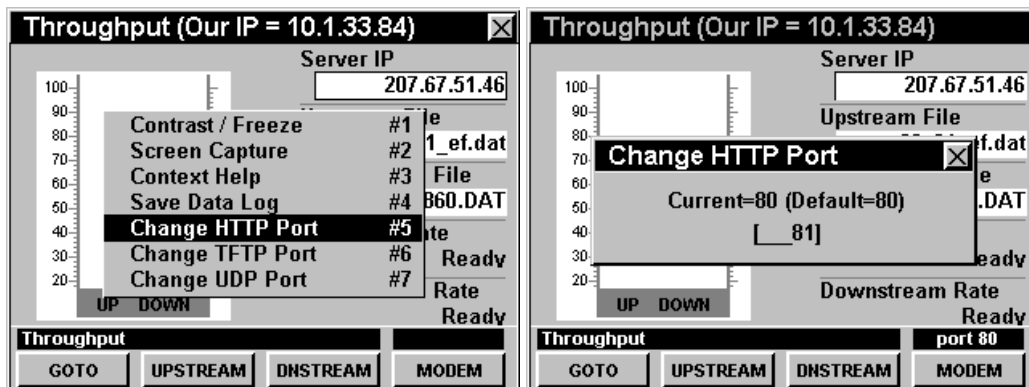 Throughput (Our IP = 10.1.33.84)
Server IP
207.67.51.46
100
90
80
70
60
50
40
30
20
Contrast / Freeze #1
Screen Capture #2
Context Help #3
Save Data Log #4
Change HTTP Port #5
Change TFTP Port #6
Change UDP Port #7
File
1_ef.dat
File
860.DAT
Ready
Rate
Ready
UP DOWN
Throughput
GOTO UPSTREAM DNSTREAM MODEM
Throughput (Our IP = 10.1.33.84)
Server IP
207.67.51.46
Upstream File
ef.dat
100
90
80
70
60
50
40
30
20
Change HTTP Port
Current=80 (Default=80)
[___81]
.DAT
Downstream Rate
Ready
UP DOWN
Throughput port 80
GOTO UPSTREAM DNSTREAM MODEM